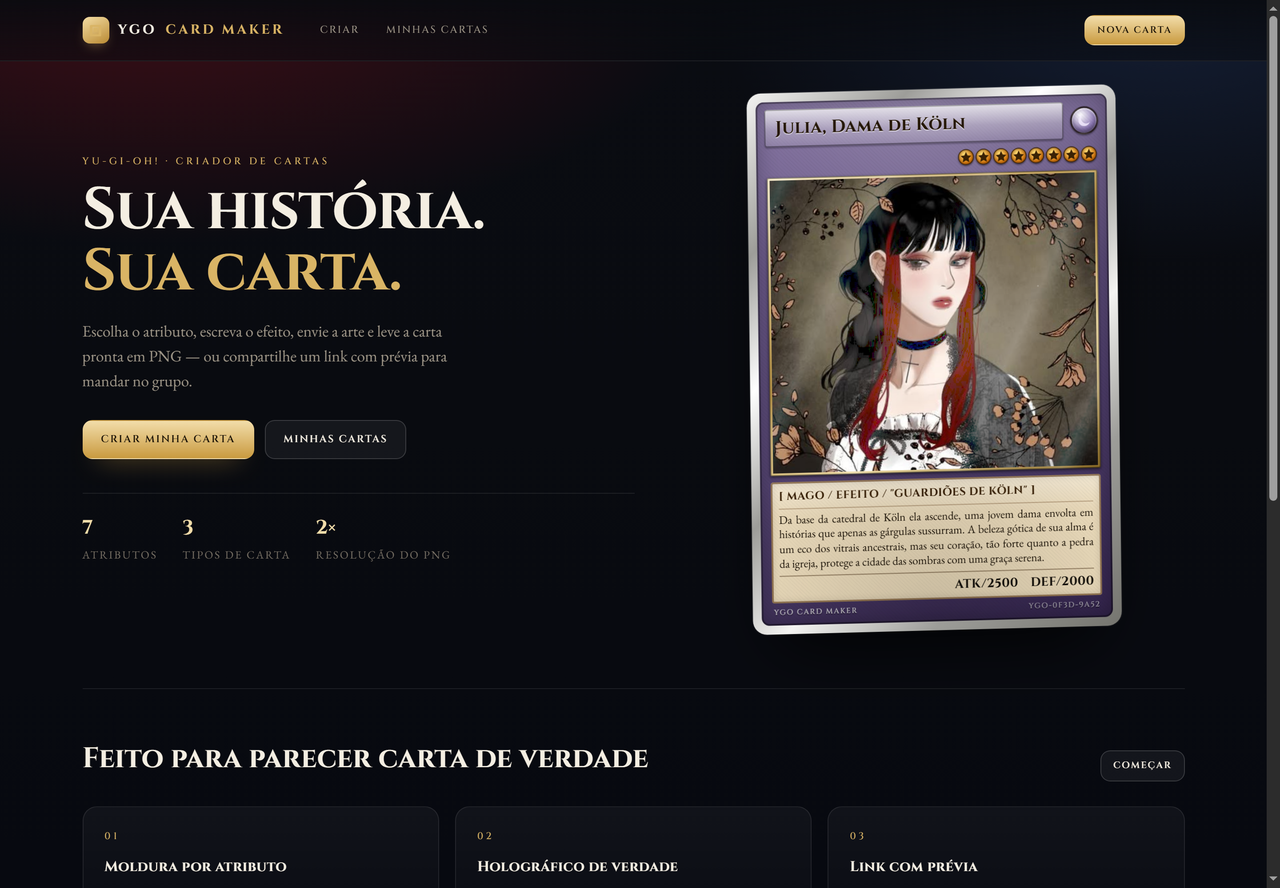 YGO CARD MAKER
CRIAR
MINHAS CARTAS
NOVA CARTA
YU-GI-OH! · CRIADOR DE CARTAS
SUA HISTÓRIA.
SUA CARTA.
Escolha o atributo, escreva o efeito, envie a arte e leve a carta
pronta em PNG — ou compartilhe um link com prévia para
mandar no grupo.
CRIAR MINHA CARTA
MINHAS CARTAS
7
ATRIBUTOS
3
TIPOS DE CARTA
2×
RESOLUÇÃO DO PNG
JULIA, DAMA DE KÖLN
[ MAGO / EFEITO / "GUARDIÕES DE KÖLN" ]
Da base da catedral de Köln ela ascende, uma jovem dama envolta em
histórias que apenas as gárgulas sussurram. A beleza gótica de sua alma é
um eco dos vitrais ancestrais, mas seu coração, tão forte quanto a pedra
da igreja, protege a cidade das sombras com uma graça serena.
ATK/2500 DEF/2000
YGO CARD MAKER
YGO-0F3D-9A52
FEITO PARA PARECER CARTA DE VERDADE
COMEÇAR
01
MOLDURA POR ATRIBUTO
02
HOLOGRÁFICO DE VERDADE
03
LINK COM PRÉVIA